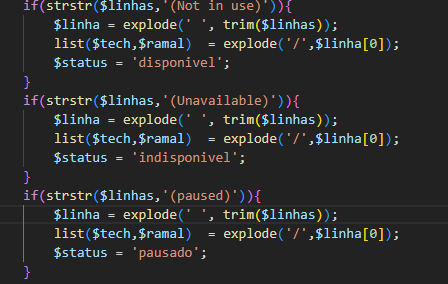 if(strstr($linhas,'(Not in use)')){
$linha = explode(' ', trim($linhas));
list($tech,$ramal)  = explode('/',$linha[0]);
$status = 'disponivel';
}
if(strstr($linhas,'(Unavailable)')){
$linha = explode(' ', trim($linhas));
list($tech,$ramal)  = explode('/',$linha[0]);
$status = 'indisponivel';
}
if(strstr($linhas,'(paused)')){
$linha = explode(' ', trim($linhas));
list($tech,$ramal)  = explode('/',$linha[0]);
$status = 'pausado';
}